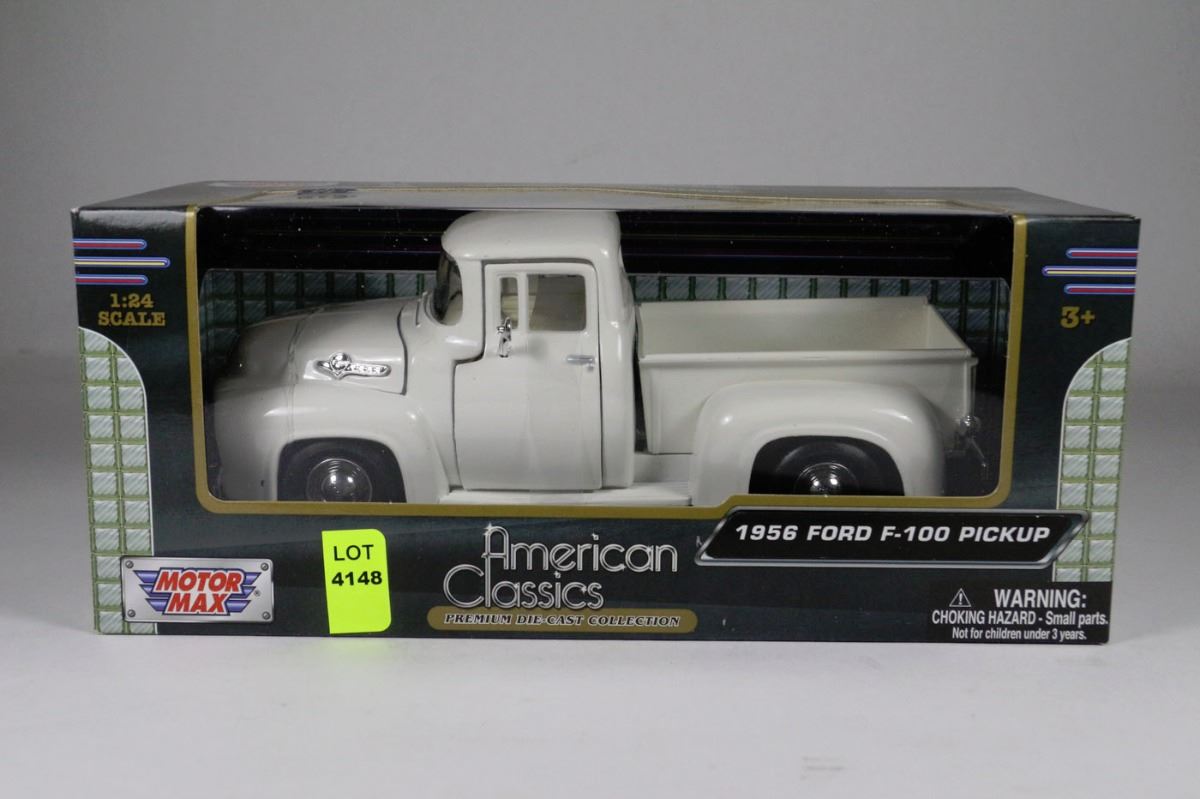 1:24
SCALE
3+
1956 FORD F-100 PICKUP
American
Classics
PREMIUM DIE-CAST COLLECTION
LOT
4148
MOTOR
MAX®
WARNING:
CHOKING HAZARD - Small parts.
Not for children under 3 years.